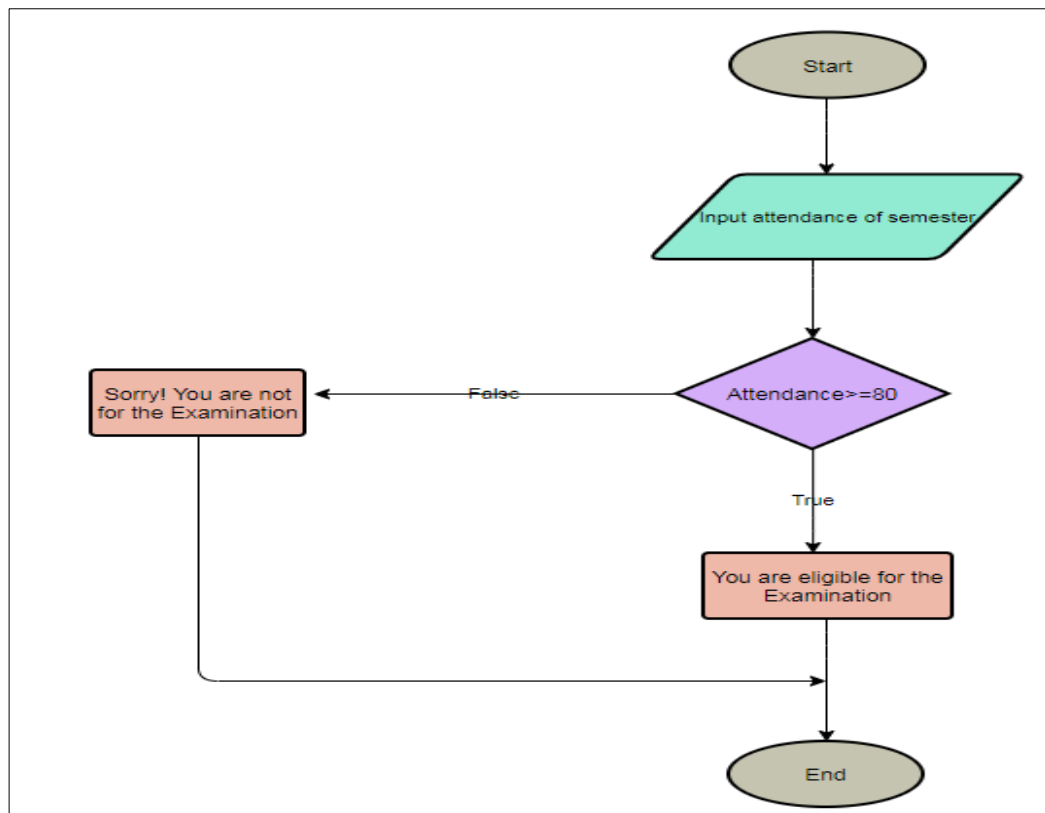 Start
Input attendance of semester
Attendance>=80
False
Sorry! You are not
for the Examination
True
You are eligible for the
Examination
End